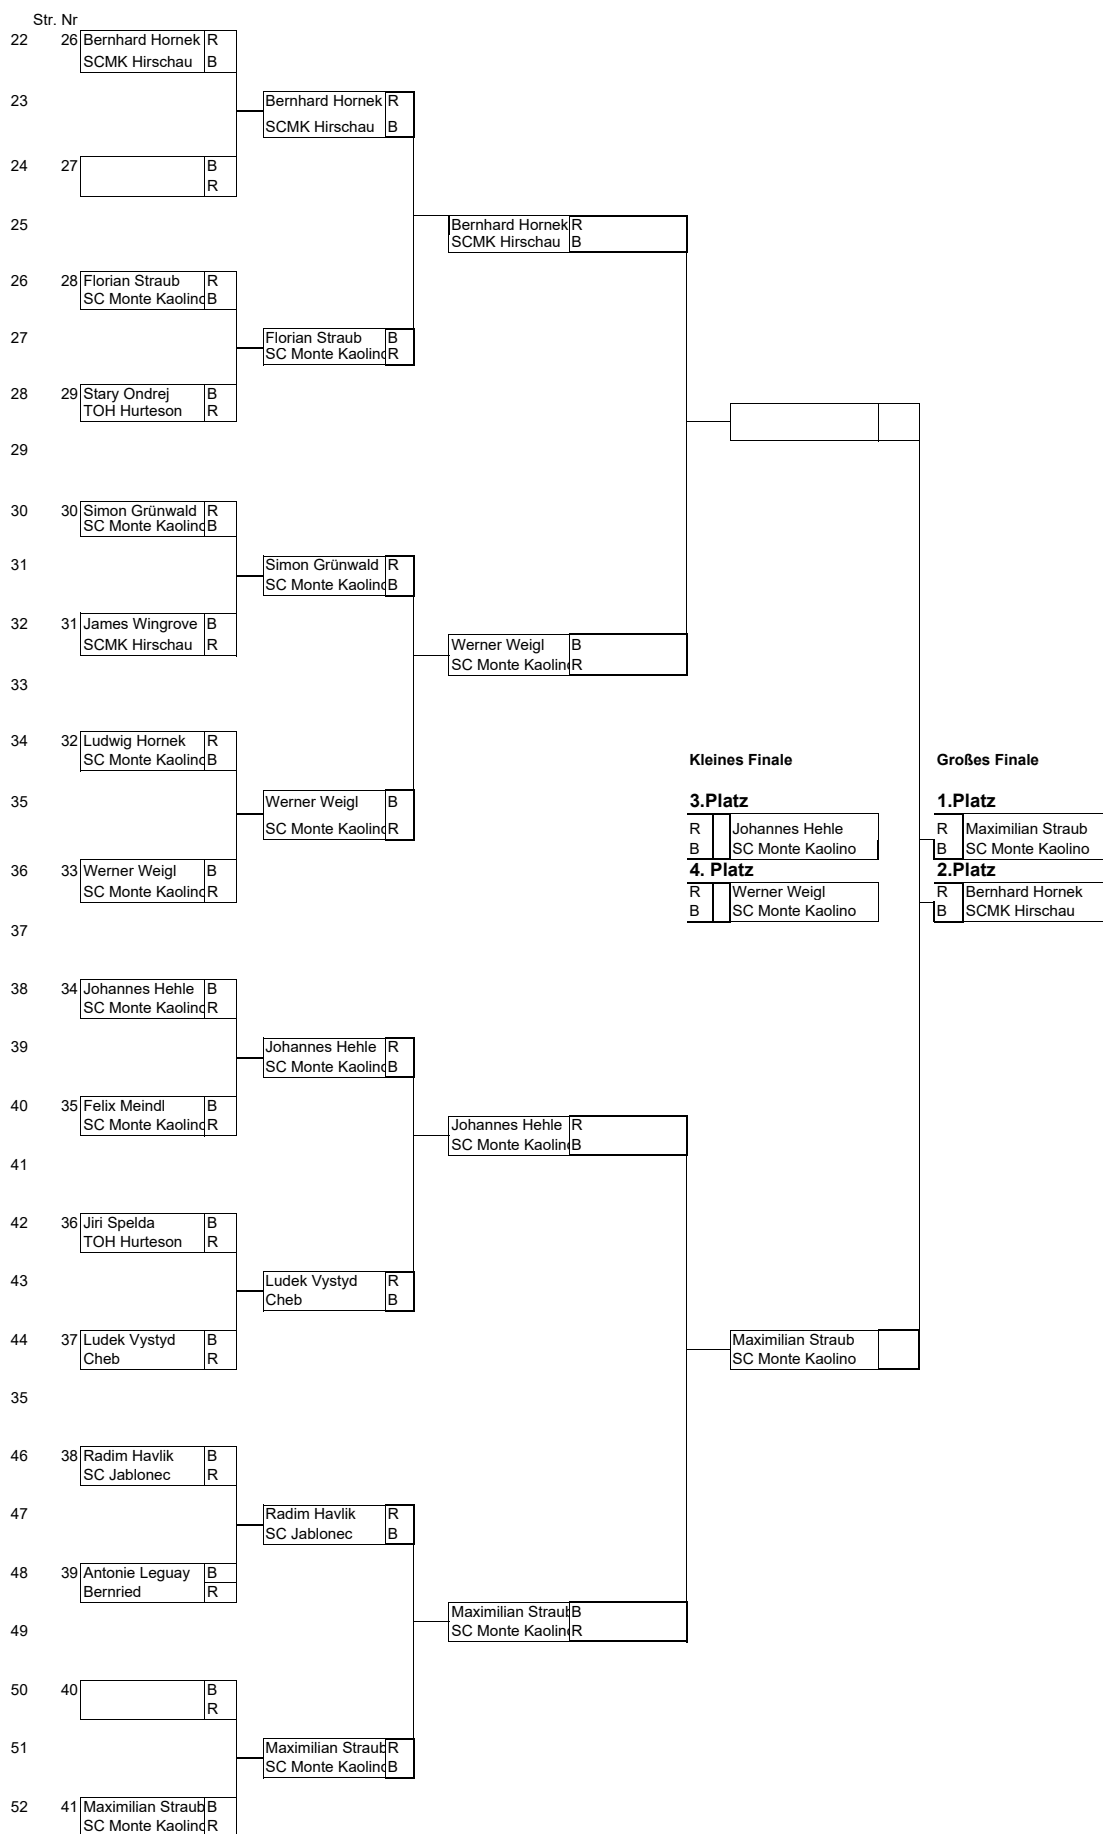 Str. Nr
22 26 Bernhard Hornek R
SCMK Hirschau B
23 Bernhard Hornek R
SCMK Hirschau B
24 27 B
R
25 Bernhard Hornek R
SCMK Hirschau B
26 28 Florian Straub R
SC Monte Kaolino B
27 Florian Straub B
SC Monte Kaolino R
28 29 Stary Ondrej B
TOH Hurteson R
29
30 30 Simon Grünwald R
SC Monte Kaolino B
31 Simon Grünwald R
SC Monte Kaolino B
32 31 James Wingrove B
SCMK Hirschau R
Werner Weigl B
SC Monte Kaolino R
33
34 32 Ludwig Hornek R
SC Monte Kaolino B
Kleines Finale Großes Finale
35 Werner Weigl B
SC Monte Kaolino R
3.Platz 1.Platz
R Johannes Hehle R Maximilian Straub
B SC Monte Kaolino B SC Monte Kaolino
36 33 Werner Weigl B
SC Monte Kaolino R
4. Platz 2.Platz
R Werner Weigl R Bernhard Hornek
B SC Monte Kaolino B SCMK Hirschau
37
38 34 Johannes Hehle B
SC Monte Kaolino R
39 Johannes Hehle R
SC Monte Kaolino B
40 35 Felix Meindl B
SC Monte Kaolino R
Johannes Hehle R
SC Monte Kaolino B
41
42 36 Jiri Spelda B
TOH Hurteson R
43 Ludek Vystyd R
Cheb B
44 37 Ludek Vystyd B
Cheb R
Maximilian Straub
SC Monte Kaolino
35
46 38 Radim Havlik B
SC Jablonec R
47 Radim Havlik R
SC Jablonec B
48 39 Antonie Leguay B
Bernried R
Maximilian Straub B
SC Monte Kaolino R
49
50 40 B
R
51 Maximilian Straub R
SC Monte Kaolino B
52 41 Maximilian Straub B
SC Monte Kaolino R